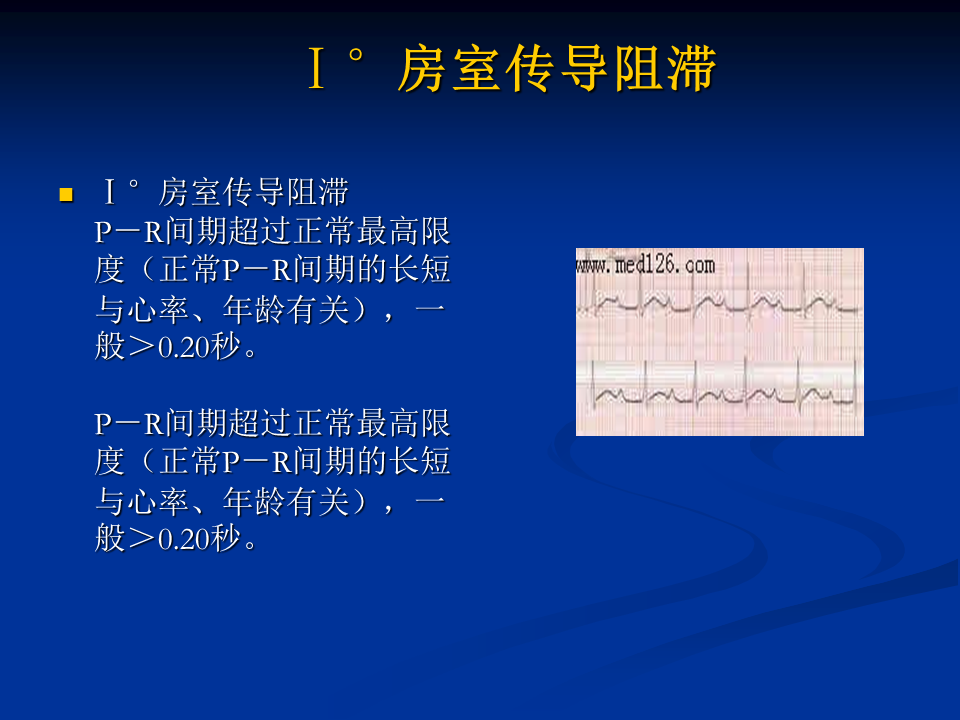 Ⅰ°房室传导阻滞
Ⅰ°房室传导阻滞
P－R间期超过正常最高限
度（正常P－R间期的长短
与心率、年龄有关），一
般＞0.20秒。
www.med126.com
P－R间期超过正常最高限
度（正常P－R间期的长短
与心率、年龄有关），一
般＞0.20秒。